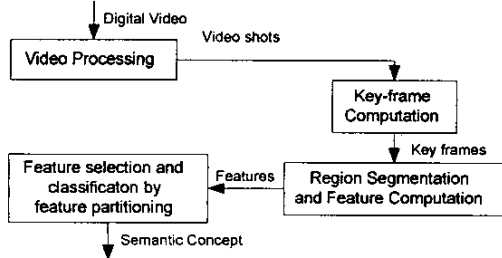 Digital Video
Video Processing
Video shots
Key-frame
Computation
Key frames
Region Segmentation
and Feature Computation
Features
Feature selection and
classificaton by
feature partitioning
Semantic Concept